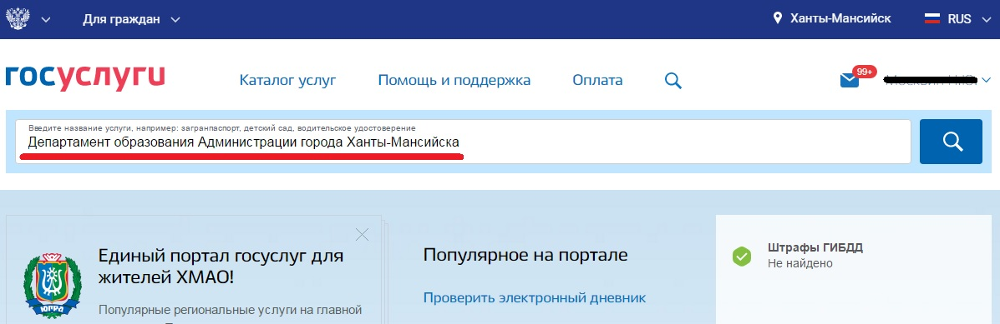 Для граждан
Ханты-Мансийск
RUS
госуслуги
Каталог услуг
Помощь и поддержка
Оплата
99+
Введите название услуги, например: загранпаспорт, детский сад, водительское удостоверение
Департамент образования Администрации города Ханты-Мансийска
Единый портал госуслуг для
жителей ХМАО!
Популярные региональные услуги на главной
ЮГРА
Популярное на портале
Проверить электронный дневник
Штрафы ГИБДД
Не найдено